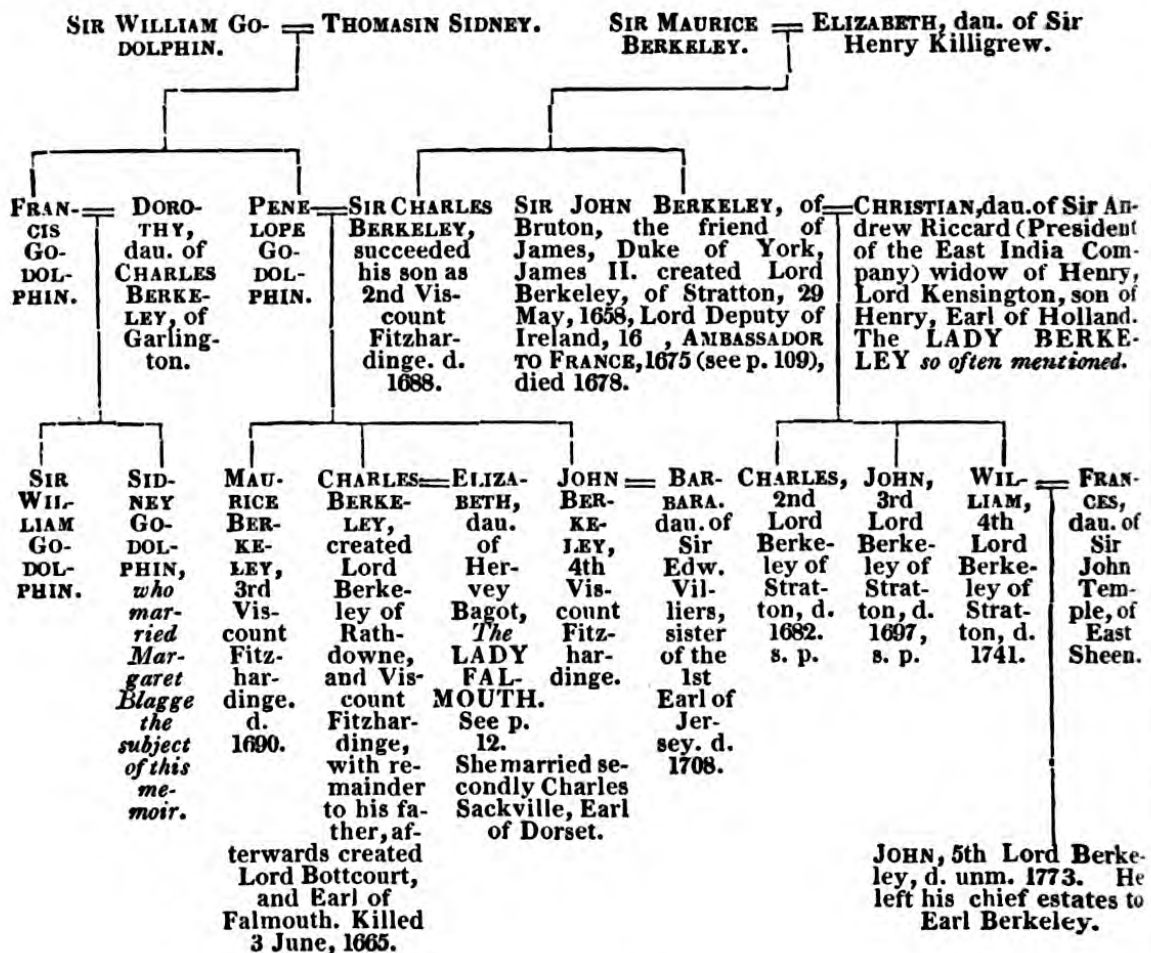 SIR WILLIAM GO-
DOLPHIN.
THOMASIN SIDNEY.
SIR MAURICE
BERKELEY.
ELIZABETH, dau. of Sir
Henry Killigrew.
FRAN-
CIS
GO-
DOL-
PHIN.
DORO-
THY,
dau. of
CHARLES
BERKE-
LEY, of
Garling-
ton.
PENE-
LOPE
GO-
DOL-
PHIN.
SIR CHARLES
BERKELEY,
succeeded
his son as
2nd Vis-
count
Fitzhar-
dinge. d.
1688.
SIR JOHN BERKELEY, of
Bruton, the friend of
James, Duke of York,
James II. created Lord
Berkeley, of Stratton, 29
May, 1658, Lord Deputy of
Ireland, 16 , AMBASSADOR
TO FRANCE, 1675 (see p. 109),
died 1678.
CHRISTIAN, dau. of Sir An-
drew Riccard (President
of the East India Com-
pany) widow of Henry,
Lord Kensington, son of
Henry, Earl of Holland.
The LADY BERKE-
LEY so often mentioned.
SIR
WIL-
LIAM
GO-
DOL-
PHIN.
SID-
NEY
GO-
DOL-
PHIN,
who
mar-
ried
Mar-
garet
Blagge
the
subject
of this
me-
moir.
MAU-
RICE
BER-
KE-
LEY,
3rd
Vis-
count
Fitz-
har-
dinge.
d.
1690.
CHARLES
BERKE-
LEY,
created
Lord
Berke-
ley of
Rath-
downe,
and Vis-
count
Fitzhar-
dinge,
with re-
mainder
to his fa-
ther, af-
terwards created
Lord Bottcourt,
and Earl of
Falmouth. Killed
3 June, 1665.
ELIZA-
BETH,
dau.
of
Her-
vey
Bagot,
The
LADY
FAL-
MOUTH.
See p.
12.
She married se-
condly Charles
Sackville, Earl
of Dorset.
JOHN
BER-
KE-
LEY,
4th
Vis-
count
Fitz-
har-
dinge.
BAR-
BARA.
dau. of
Sir
Edw.
Vil-
liers,
sister
of the
1st
Earl of
Jer-
sey. d.
1708.
CHARLES,
2nd
Lord
Berke-
ley of
Strat-
ton, d.
1682.
s. p.
JOHN,
3rd
Lord
Berke-
ley of
Strat-
ton, d.
1697,
s. p.
WIL-
LIAM,
4th
Lord
Berke-
ley of
Strat-
ton, d.
1741.
FRAN-
CES,
dau. of
Sir
John
Tem-
ple, of
East
Sheen.
JOHN, 5th Lord Berke-
ley, d. unm. 1773. He
left his chief estates to
Earl Berkeley.